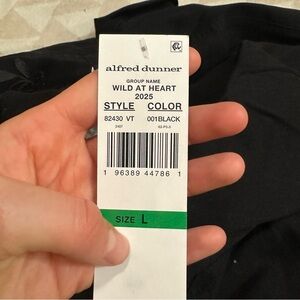 alfred dunner
GROUP NAME
WILD AT HEART
2025
STYLE COLOR
82430 VT 001BLACK
1 96389 44786 1
SIZE L